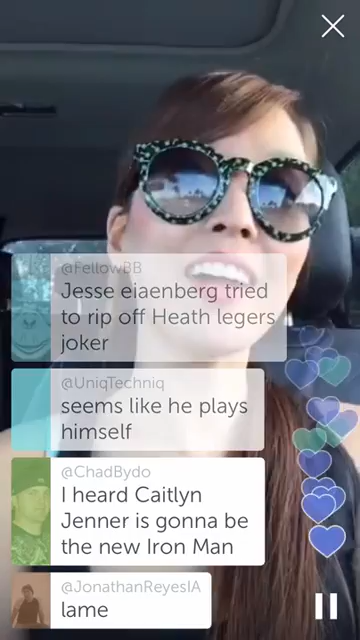 @FellowBB
Jesse eiaenberg tried
to rip off Heath legers
joker
@UniqTechniq
seems like he plays
himself
@ChadBydo
I heard Caitlyn
Jenner is gonna be
the new Iron Man
@JonathanReyesIA
lame